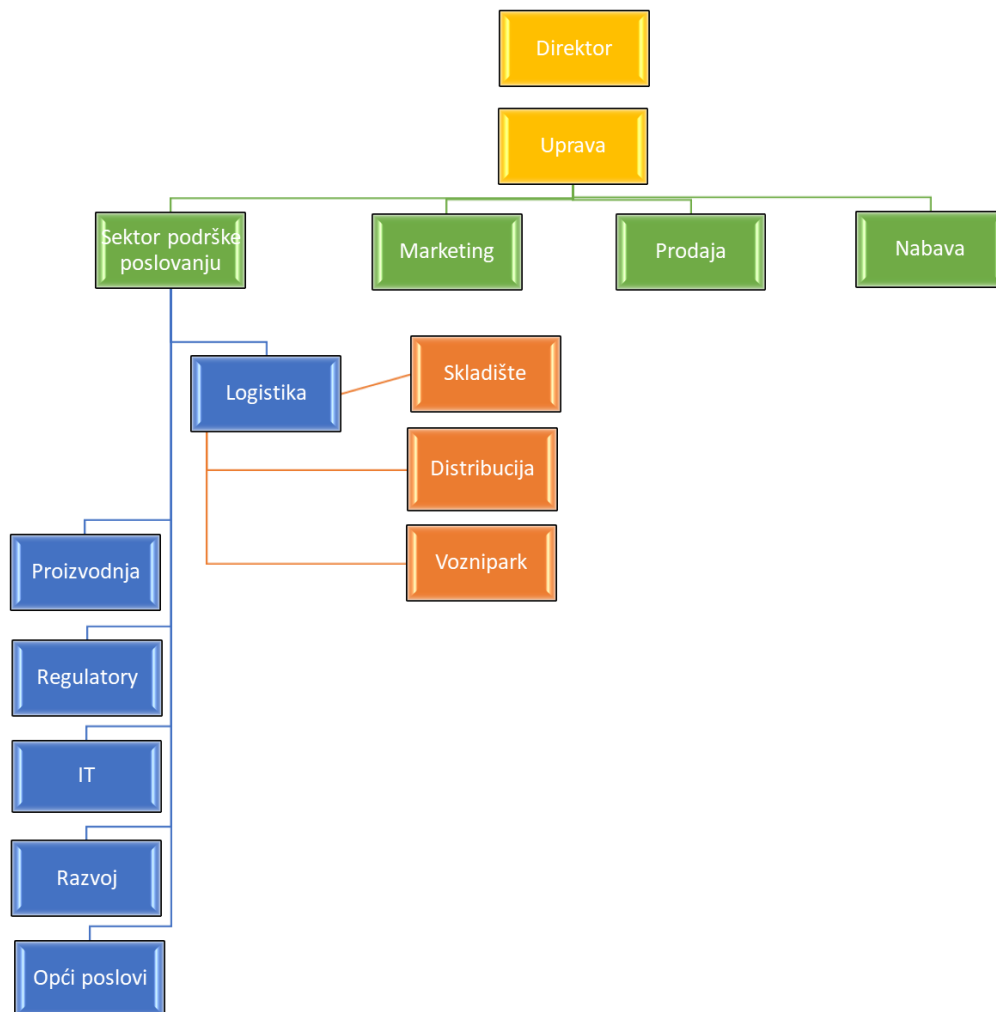 Direktor
Uprava
Sektor podrške
poslovanju
Marketing
Prodaja
Nabava
Logistika
Skladište
Distribucija
Voznipark
Proizvodnja
Regulatory
IT
Razvoj
Opći poslovi